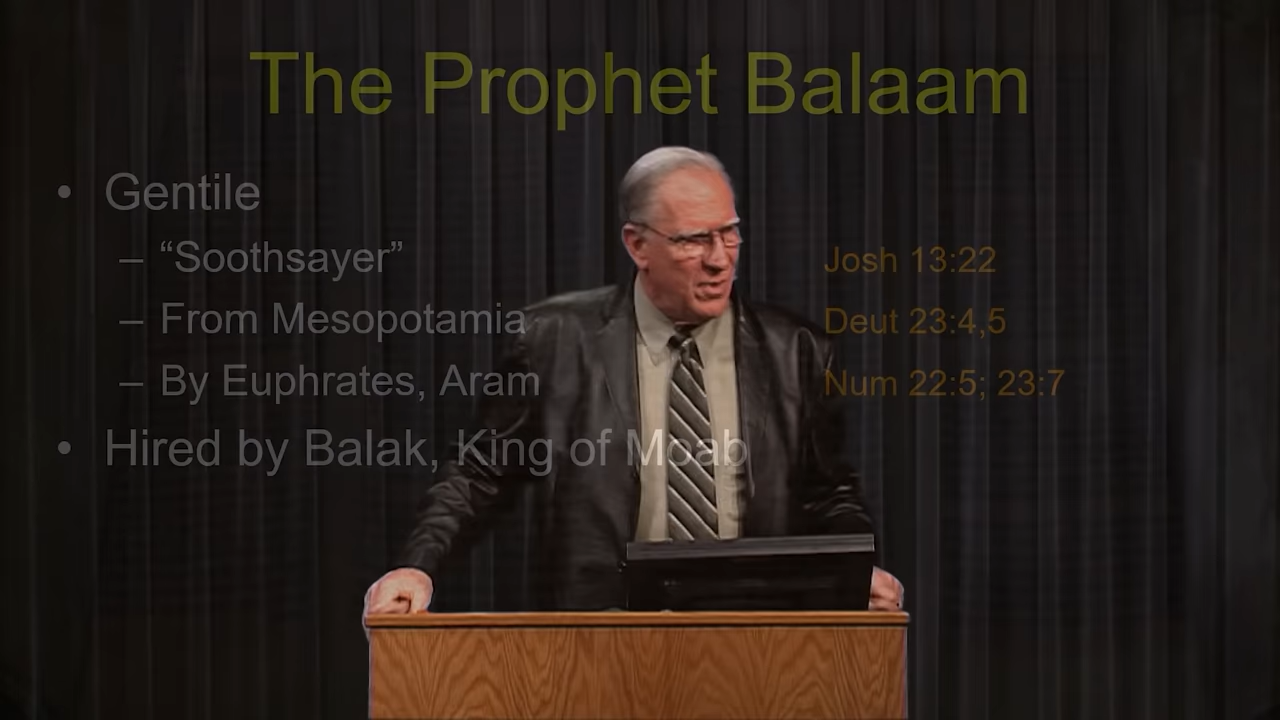 The Prophet Balaam
• Gentile
– “Soothsayer” Josh 13:22
– From Mesopotamia Deut 23:4,5
– By Euphrates, Aram Num 22:5; 23:7
• Hired by Balak, King of Moab